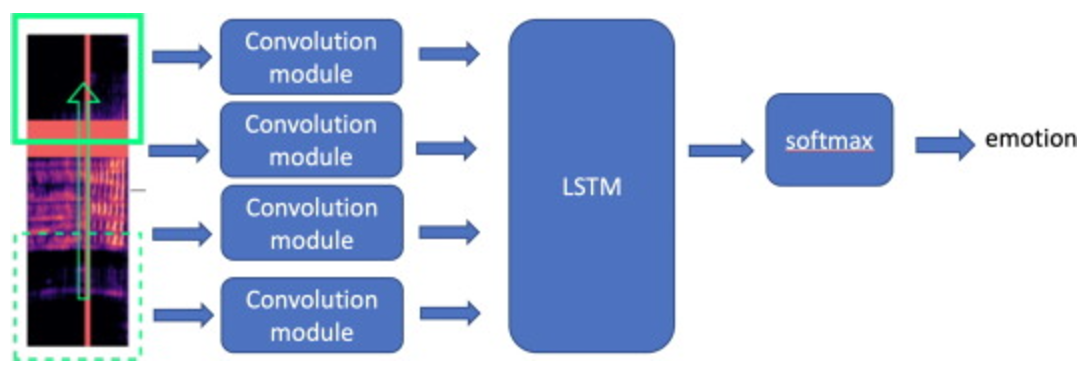 Convolution
module
Convolution
module
Convolution
module
Convolution
module
LSTM
softmax
emotion